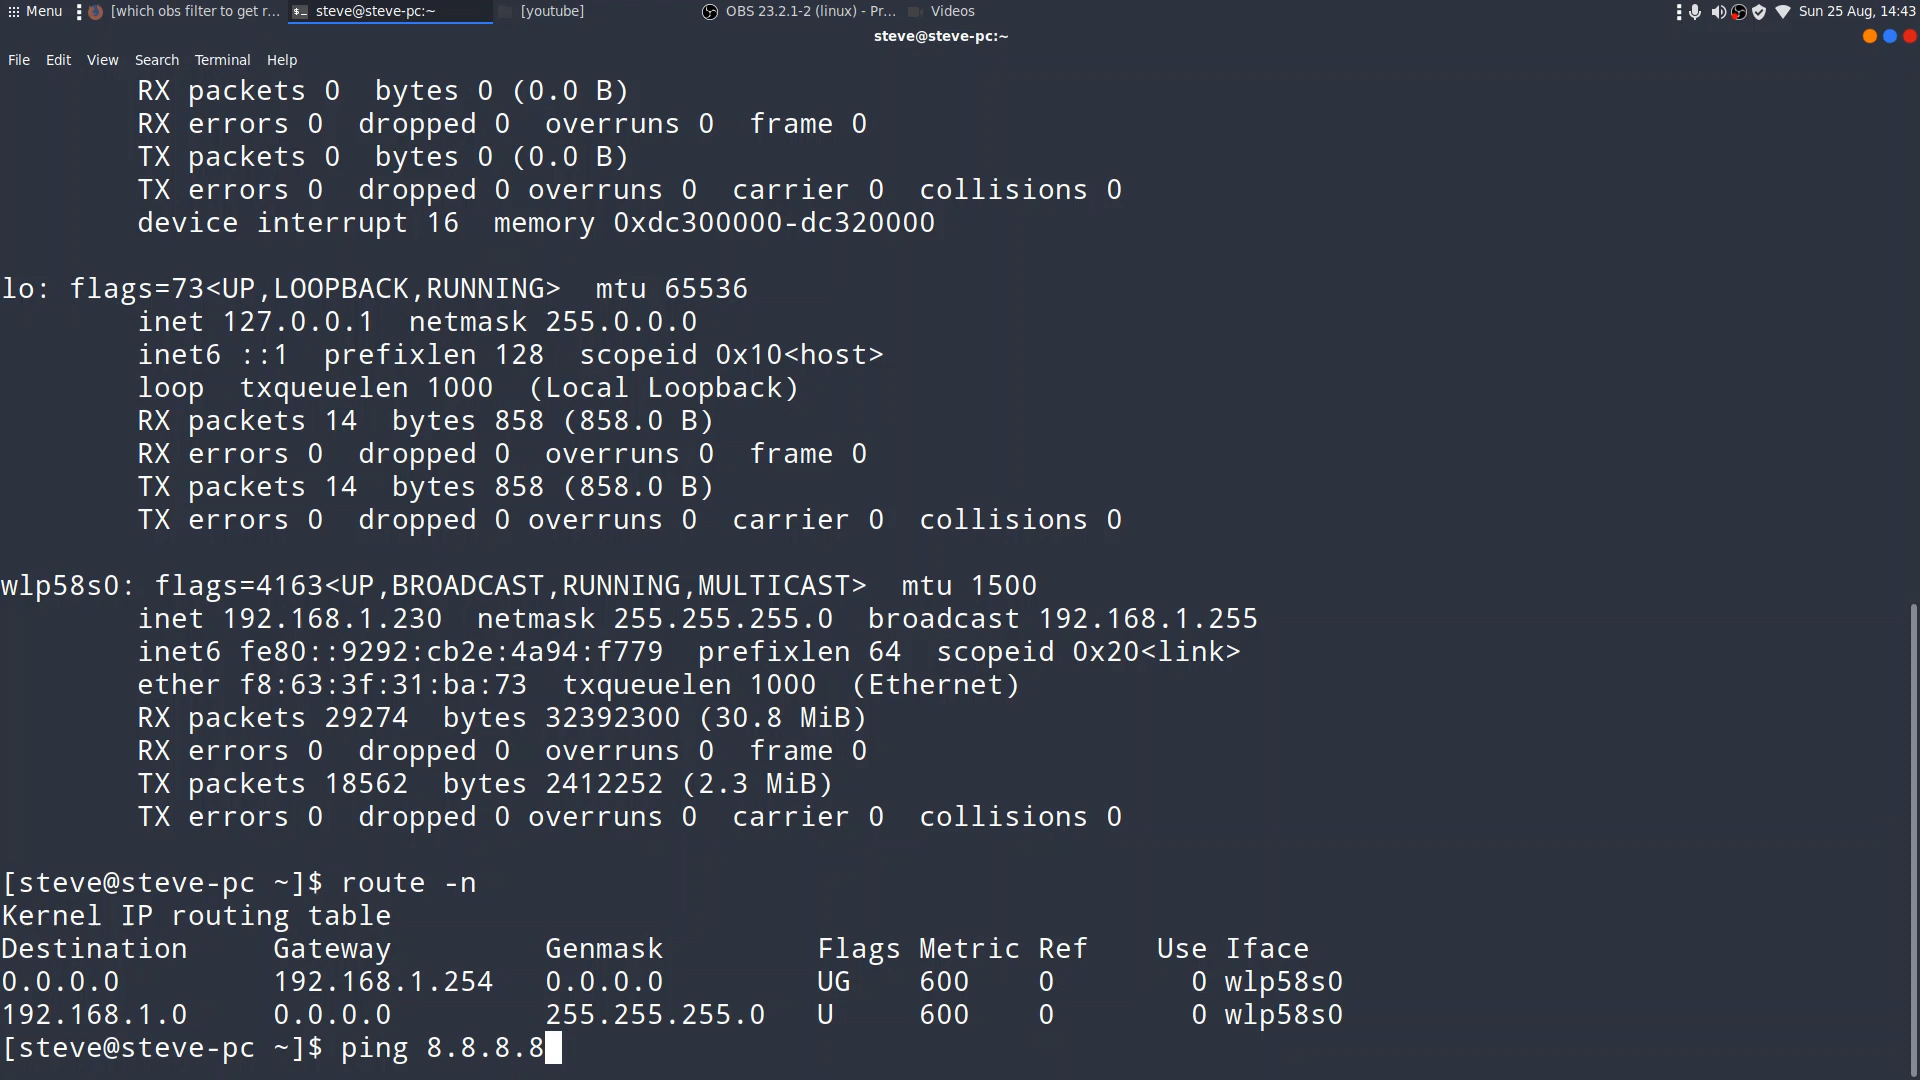 Menu [which obs filter to get r... steve@steve-pc:~ [youtube] OBS 23.2.1-2 (linux) - Pr... Videos Sun 25 Aug, 14:43
steve@steve-pc:~
File Edit View Search Terminal Help
RX packets 0  bytes 0 (0.0 B)
RX errors 0  dropped 0  overruns 0  frame 0
TX packets 0  bytes 0 (0.0 B)
TX errors 0  dropped 0 overruns 0  carrier 0  collisions 0
device interrupt 16  memory 0xdc300000-dc320000
lo: flags=73<UP,LOOPBACK,RUNNING>  mtu 65536
inet 127.0.0.1  netmask 255.0.0.0
inet6 ::1  prefixlen 128  scopeid 0x10<host>
loop  txqueuelen 1000  (Local Loopback)
RX packets 14  bytes 858 (858.0 B)
RX errors 0  dropped 0  overruns 0  frame 0
TX packets 14  bytes 858 (858.0 B)
TX errors 0  dropped 0 overruns 0  carrier 0  collisions 0
wlp58s0: flags=4163<UP,BROADCAST,RUNNING,MULTICAST>  mtu 1500
inet 192.168.1.230  netmask 255.255.255.0  broadcast 192.168.1.255
inet6 fe80::9292:cb2e:4a94:f779  prefixlen 64  scopeid 0x20<link>
ether f8:63:3f:31:ba:73  txqueuelen 1000  (Ethernet)
RX packets 29274  bytes 32392300 (30.8 MiB)
RX errors 0  dropped 0  overruns 0  frame 0
TX packets 18562  bytes 2412252 (2.3 MiB)
TX errors 0  dropped 0 overruns 0  carrier 0  collisions 0
[steve@steve-pc ~]$ route -n
Kernel IP routing table
Destination     Gateway         Genmask         Flags Metric Ref    Use Iface
0.0.0.0         192.168.1.254   0.0.0.0         UG    600    0        0 wlp58s0
192.168.1.0     0.0.0.0         255.255.255.0   U     600    0        0 wlp58s0
[steve@steve-pc ~]$ ping 8.8.8.8